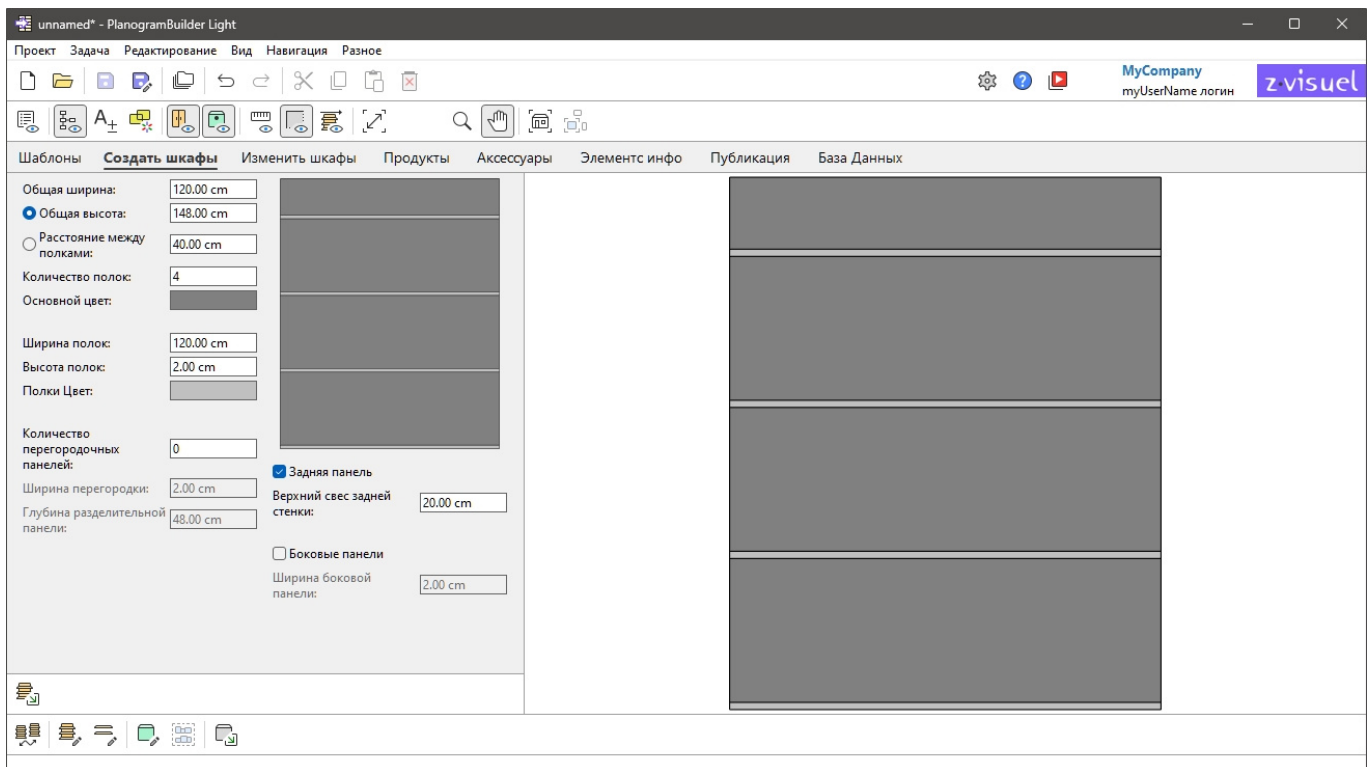 unnamed* - PlanogramBuilder Light
Проект Задача Редактирование Вид Навигация Разное
MyCompany
myUserName логин
z·visuel
Шаблоны Создать шкафы Изменить шкафы Продукты Аксессуары Элементс инфо Публикация База Данных
Общая ширина: 120.00 cm
Общая высота: 148.00 cm
Расстояние между
полками: 40.00 cm
Количество полок: 4
Основной цвет:
Ширина полок: 120.00 cm
Высота полок: 2.00 cm
Полки Цвет:
Количество
перегородочных
панелей: 0
Ширина перегородки: 2.00 cm
Глубина разделительной
панели: 48.00 cm
Задняя панель
Верхний свес задней
стенки: 20.00 cm
Боковые панели
Ширина боковой
панели: 2.00 cm